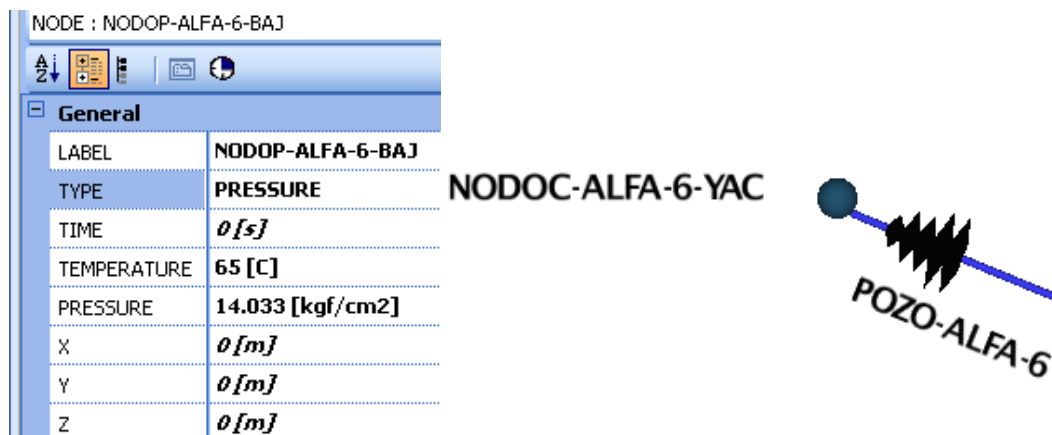 NODE : NODOP-ALFA-6-BAJ
General
LABEL NODOP-ALFA-6-BAJ
TYPE PRESSURE
TIME 0 [s]
TEMPERATURE 65 [C]
PRESSURE 14.033 [kgf/cm2]
X 0 [m]
Y 0 [m]
Z 0 [m]
NODOC-ALFA-6-YAC
POZO-ALFA-6